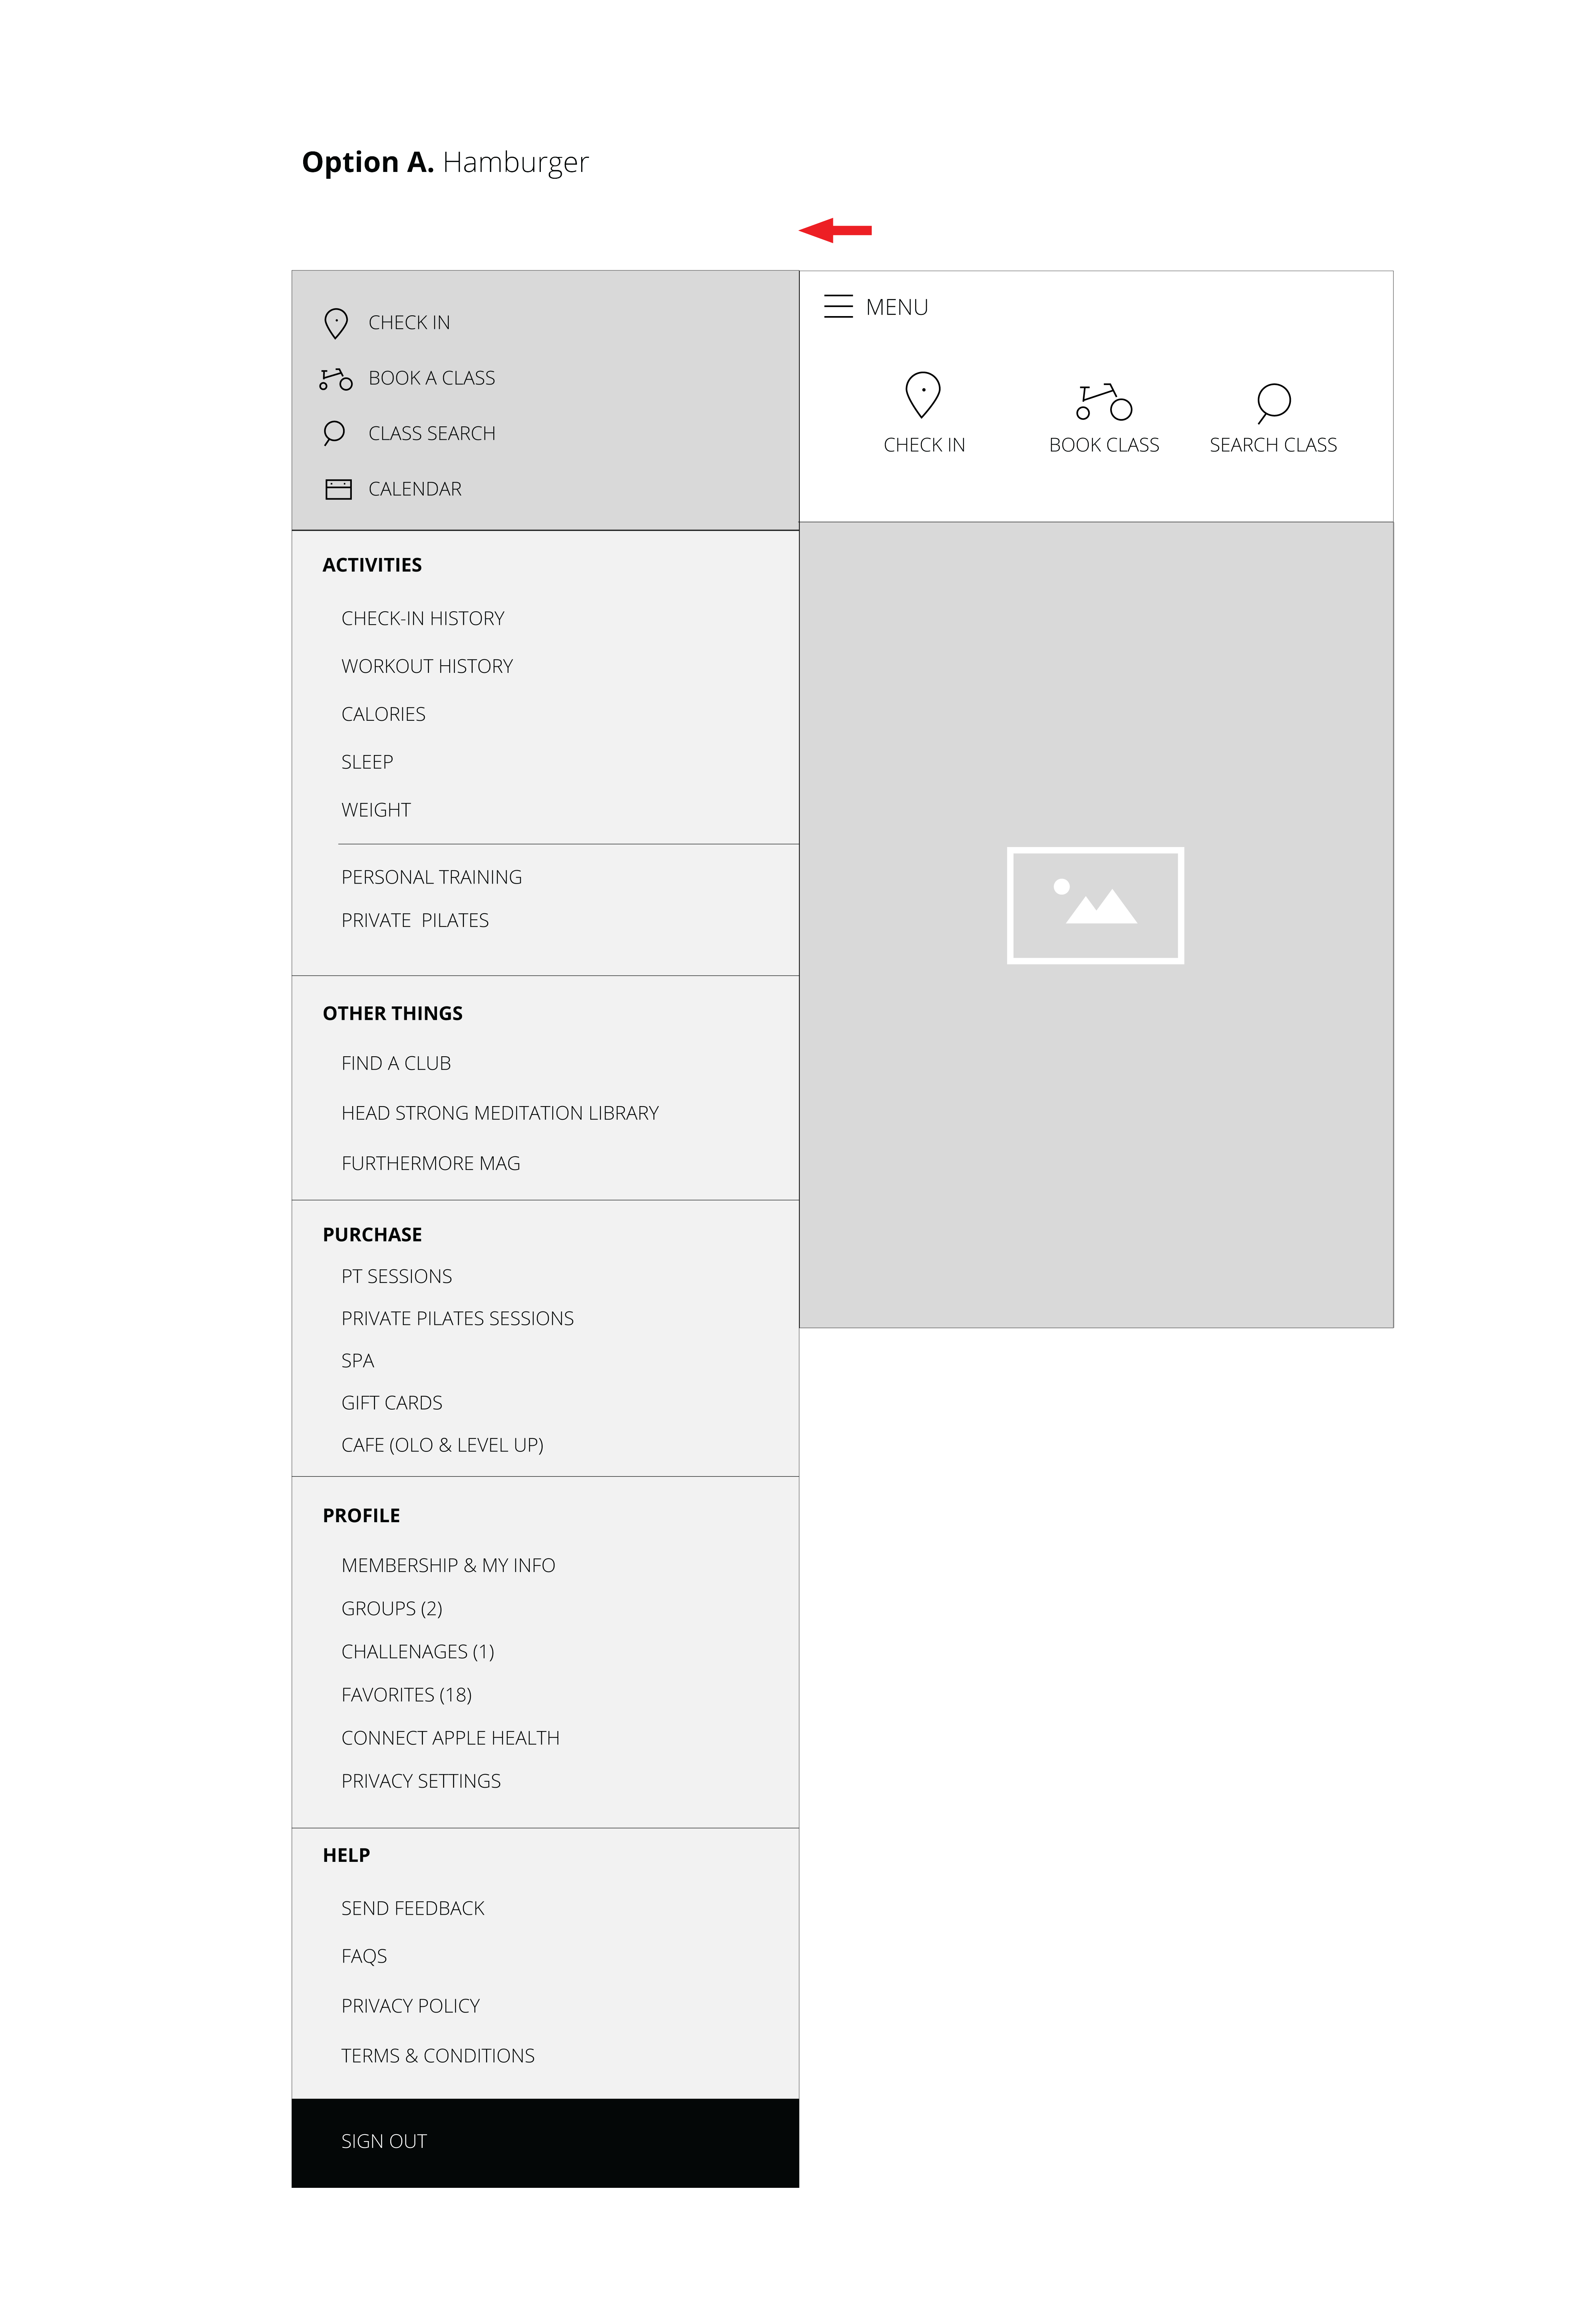 Option A. Hamburger
CHECK IN
BOOK A CLASS
CLASS SEARCH
CALENDAR
ACTIVITIES
CHECK-IN HISTORY
WORKOUT HISTORY
CALORIES
SLEEP
WEIGHT
PERSONAL TRAINING
PRIVATE  PILATES
OTHER THINGS
FIND A CLUB
HEAD STRONG MEDITATION LIBRARY
FURTHERMORE MAG
PURCHASE
PT SESSIONS
PRIVATE PILATES SESSIONS
SPA
GIFT CARDS
CAFE (OLO & LEVEL UP)
PROFILE
MEMBERSHIP & MY INFO
GROUPS (2)
CHALLENAGES (1)
FAVORITES (18)
CONNECT APPLE HEALTH
PRIVACY SETTINGS
HELP
SEND FEEDBACK
FAQS
PRIVACY POLICY
TERMS & CONDITIONS
SIGN OUT
MENU
CHECK IN
BOOK CLASS
SEARCH CLASS